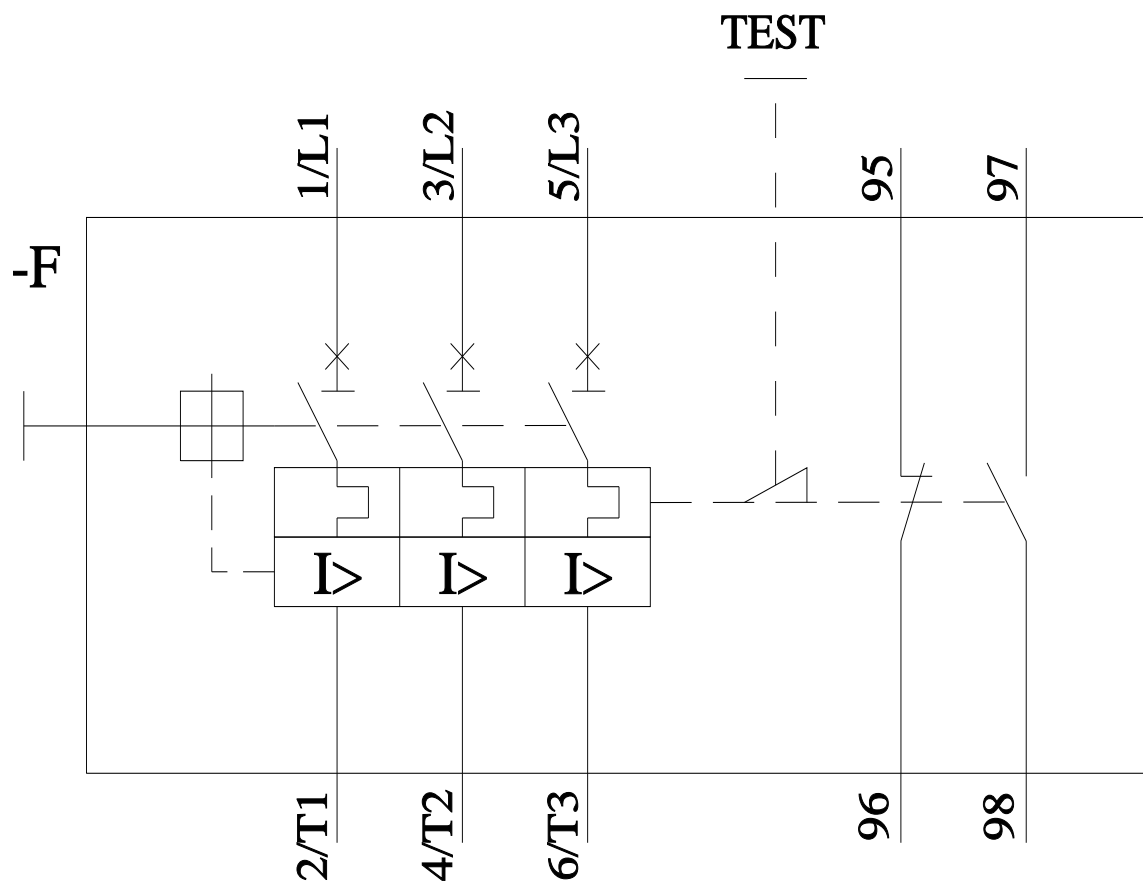 TEST
1/L1
3/L2
5/L3
95
97
-F
I>
I>
I>
2/T1
4/T2
6/T3
96
98